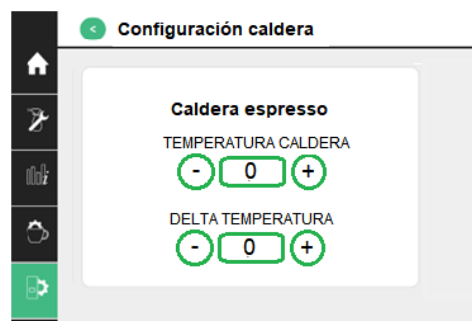 < Configuración caldera
Caldera espresso
TEMPERATURA CALDERA
- 0 +
DELTA TEMPERATURA
- 0 +